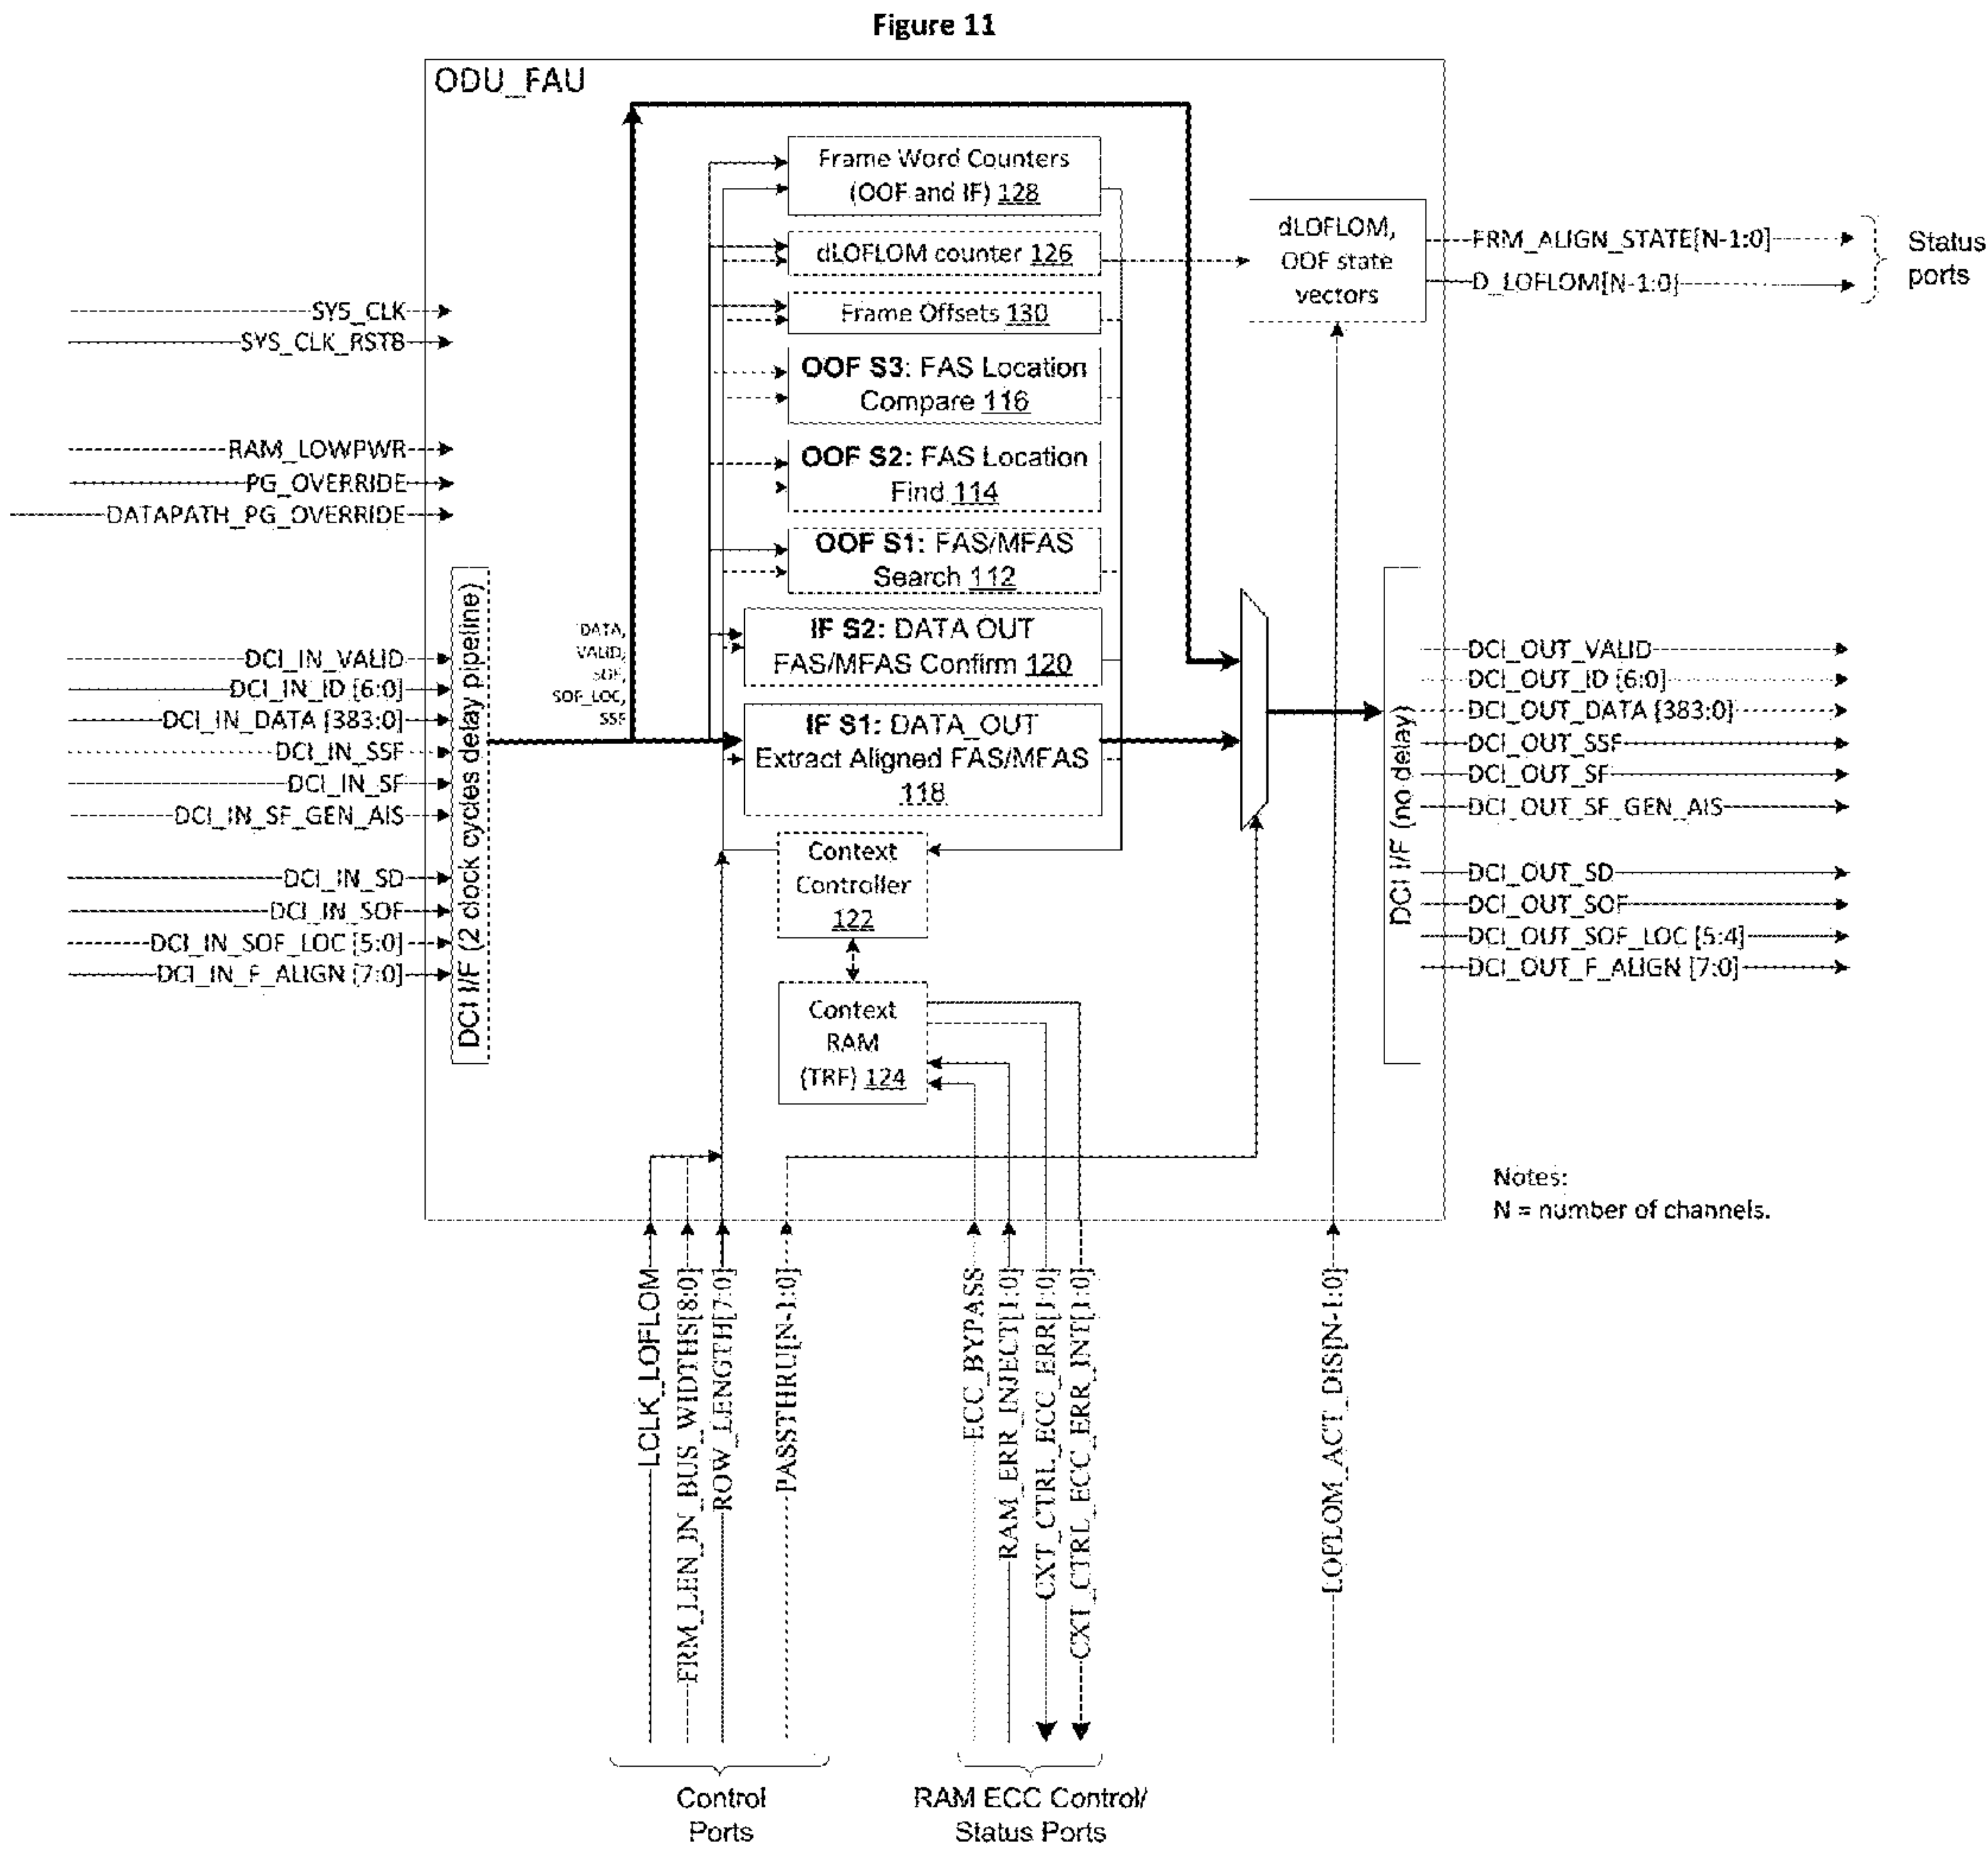 Figure 11
ODU_FAU
Frame Word Counters
(OOF and IF) 128
dLOFLOM counter 126
Frame Offsets 130
OOF S3: FAS Location
Compare 116
OOF S2: FAS Location
Find 114
OOF S1: FAS/MFAS
Search 112
IF S2: DATA OUT
FAS/MFAS Confirm 120
IF S1: DATA_OUT
Extract Aligned FAS/MFAS
118
Context
Controller
122
Context
RAM
(TRF) 124
dLOFLOM,
OOF state
vectors
FRM_ALIGN_STATE[N-1:0]
D_LOFLOM[N-1:0]
Status
ports
SYS_CLK
SYS_CLK_RSTB
RAM_LOWPWR
PG_OVERRIDE
DATAPATH_PG_OVERRIDE
DCI_IN_VALID
DCI_IN_ID [6:0]
DCI_IN_DATA [383:0]
DCI_IN_SSF
DCI_IN_SF
DCI_IN_SF_GEN_AIS
DCI_IN_SD
DCI_IN_SOF
DCI_IN_SOF_LOC [5:0]
DCI_IN_F_ALIGN [7:0]
DCI I/F (2 clock cycles delay pipeline)
DATA,
VALID,
SOF,
SOF_LOC,
SSF
DCI I/F (no delay)
DCI_OUT_VALID
DCI_OUT_ID [6:0]
DCI_OUT_DATA [383:0]
DCI_OUT_SSF
DCI_OUT_SF
DCI_OUT_SF_GEN_AIS
DCI_OUT_SD
DCI_OUT_SOF
DCI_OUT_SOF_LOC [5:4]
DCI_OUT_F_ALIGN [7:0]
Notes:
N = number of channels.
LCLK_LOFLOM
FRM_LEN_IN_BUS_WIDTHS[8:0]
ROW_LENGTH[7:0]
PASSTHRU[N-1:0]
ECC_BYPASS
RAM_ERR_INJECT[1:0]
CXT_CTRL_ECC_ERR[1:0]
CXT_CTRL_ECC_ERR_INT[1:0]
LOFLOM_ACT_DIS[N-1:0]
Control
Ports
RAM ECC Control/
Status Ports